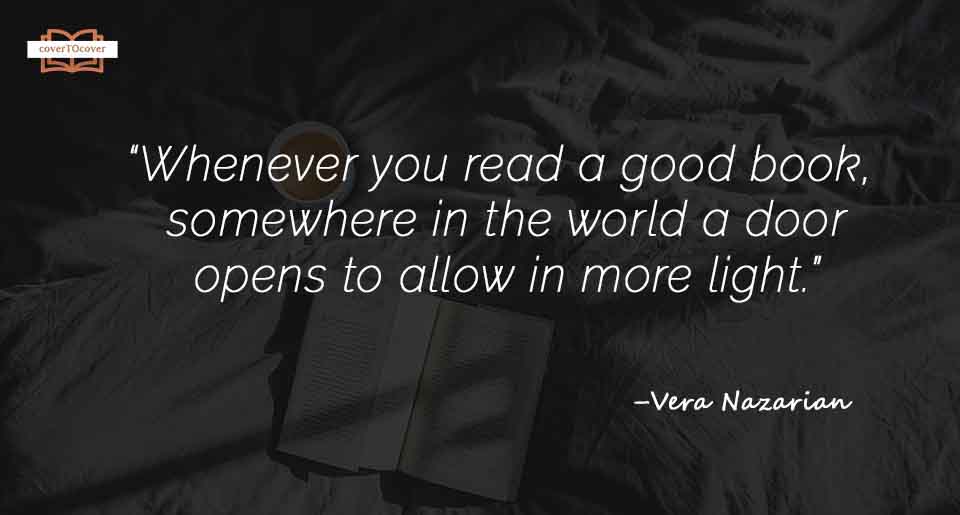 coverTOcover
"Whenever you read a good book,
somewhere in the world a door
opens to allow in more light."
–Vera Nazarian